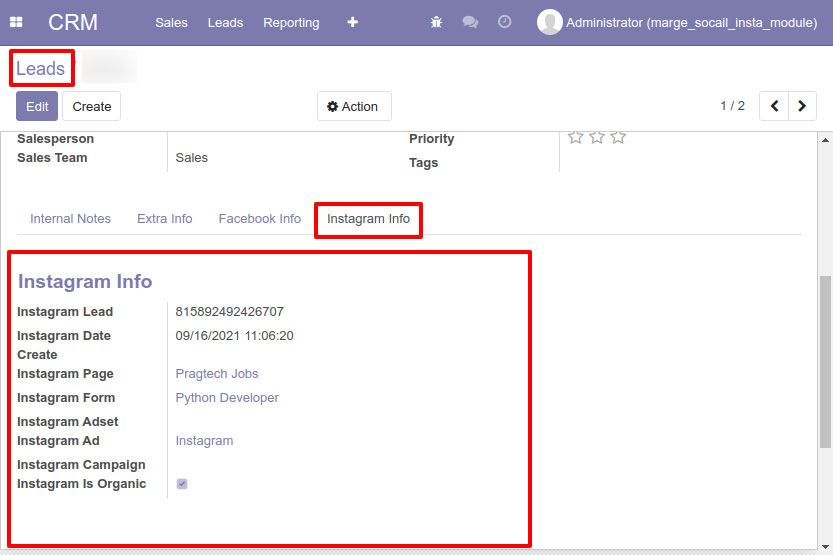 CRM Sales Leads Reporting Administrator (marge_socail_insta_module)
Leads
Edit Create Action 1 / 2
Salesperson Priority
Sales Team Sales Tags
Internal Notes Extra Info Facebook Info Instagram Info
Instagram Info
Instagram Lead 815892492426707
Instagram Date 09/16/2021 11:06:20
Create
Instagram Page Pragtech Jobs
Instagram Form Python Developer
Instagram Adset
Instagram Ad Instagram
Instagram Campaign
Instagram Is Organic